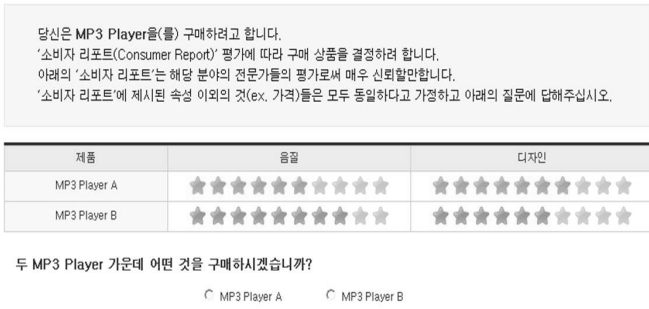 당신은 MP3 Player을(를) 구매하려고 합니다.
'소비자 리포트(Consumer Report)' 평가에 따라 구매 상품을 결정하려 합니다.
아래의 '소비자 리포트'는 해당 분야의 전문가들의 평가로써 매우 신뢰할만합니다.
'소비자 리포트'에 제시된 속성 이외의 것(ex. 가격)들은 모두 동일하다고 가정하고 아래의 질문에 답해주십시오.
제품 음질 디자인
MP3 Player A
MP3 Player B
두 MP3 Player 가운데 어떤 것을 구매하시겠습니까?
MP3 Player A MP3 Player B